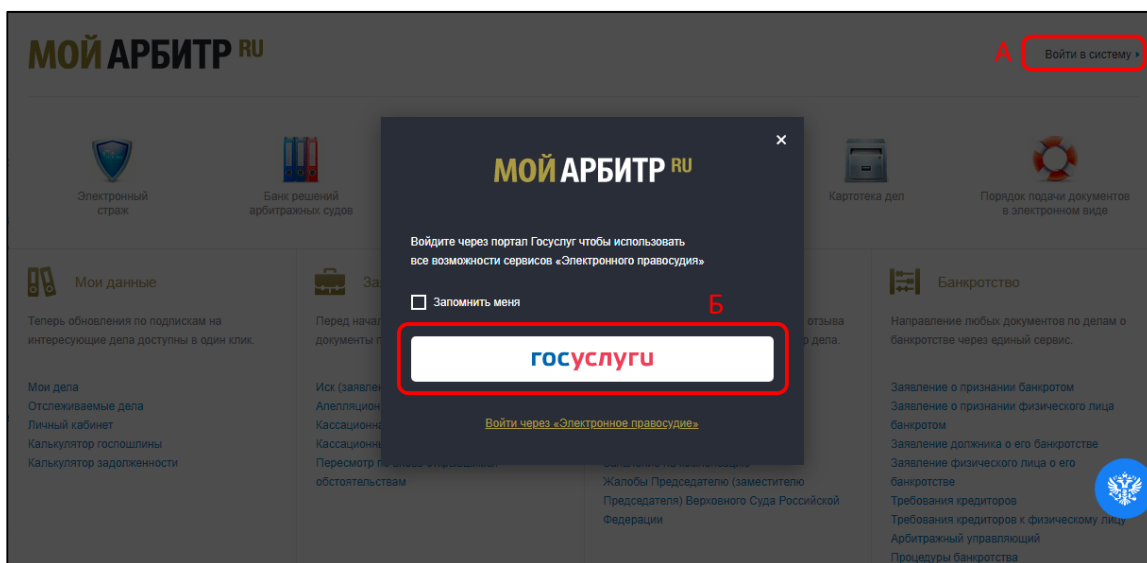 МОЙ АРБИТР RU
А
Войти в систему
Электронный
страж
Банк решений
арбитражных судов
Картотека дел
Порядок подачи документов
в электронном виде
МОЙ АРБИТР RU
Войдите через портал Госуслуг чтобы использовать
все возможности сервисов «Электронного правосудия»
Запомнить меня
Б
госуслуги
Войти через «Электронное правосудие»
Мои данные
Теперь обновления по подпискам на
интересующие дела доступны в один клик.
Мои дела
Отслеживаемые дела
Личный кабинет
Калькулятор госпошлины
Калькулятор задолженности
За
Перед начал
документы п
Иск (заявлен
Апелляцион
Кассационна
Кассационн
Пересмотр п
обстоятельствам
отзыва
о дела.
Жалобы Председателю (заместителю
Председателя) Верховного Суда Российской
Федерации
Банкротство
Направление любых документов по делам о
банкротстве через единый сервис.
Заявление о признании банкротом
Заявление о признании физического лица
банкротом
Заявление должника о его банкротстве
Заявление физического лица о его
банкротстве
Требования кредиторов
Требования кредиторов к физическому лицу
Арбитражный управляющий
Процедуры банкротства